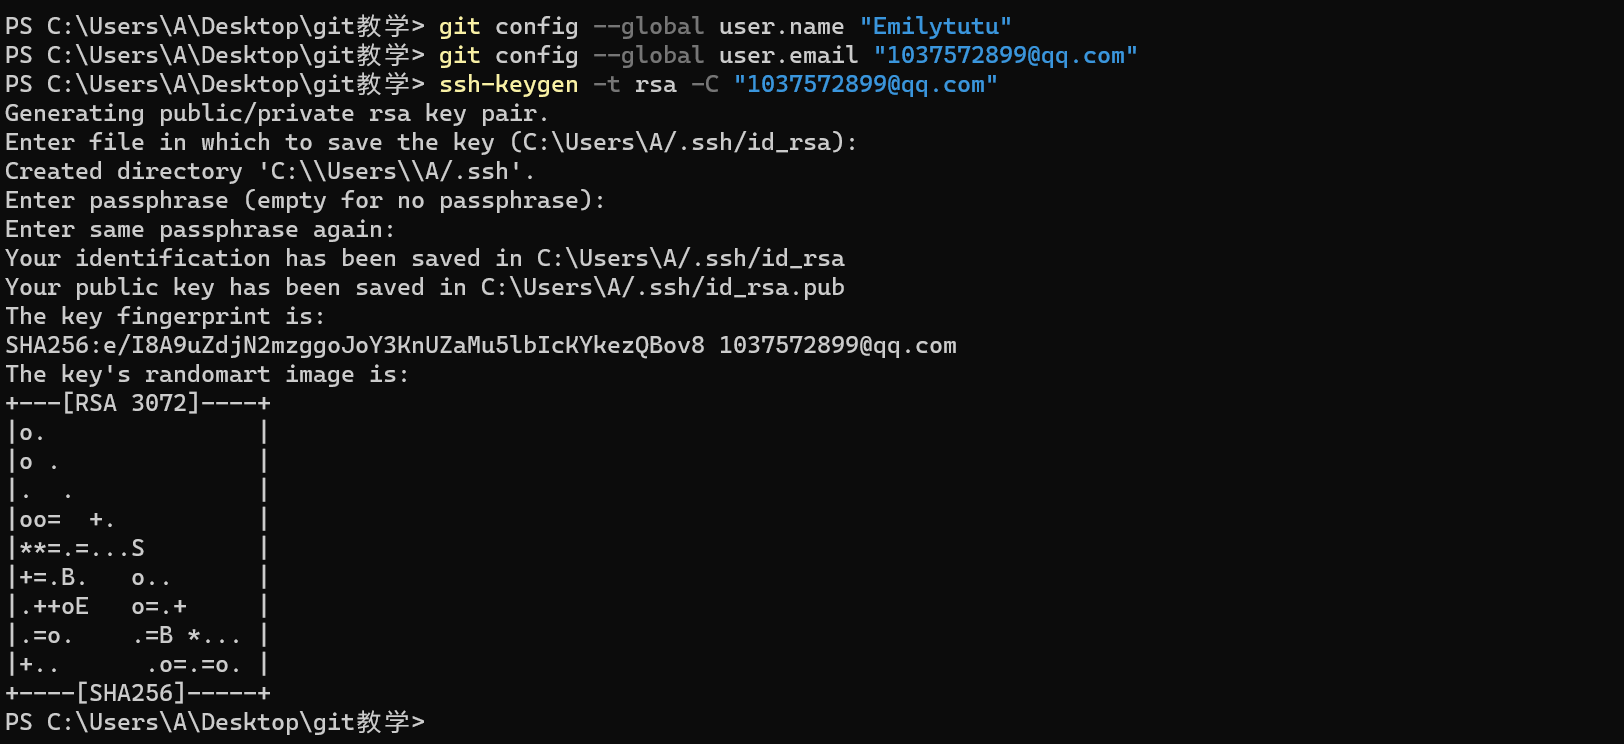 PS C:\Users\A\Desktop\git教学> git config --global user.name "Emilytutu"
PS C:\Users\A\Desktop\git教学> git config --global user.email "1037572899@qq.com"
PS C:\Users\A\Desktop\git教学> ssh-keygen -t rsa -C "1037572899@qq.com"
Generating public/private rsa key pair.
Enter file in which to save the key (C:\Users\A/.ssh/id_rsa):
Created directory 'C:\\Users\\A/.ssh'.
Enter passphrase (empty for no passphrase):
Enter same passphrase again:
Your identification has been saved in C:\Users\A/.ssh/id_rsa
Your public key has been saved in C:\Users\A/.ssh/id_rsa.pub
The key fingerprint is:
SHA256:e/I8A9uZdjN2mzggoJoY3KnUZaMu5lbIcKYkezQBov8 1037572899@qq.com
The key's randomart image is:
+---[RSA 3072]----+
|o.               |
|o .              |
|.  .             |
|oo=  +.          |
|**=.=...S        |
|+=.B.   o..      |
|.++oE   o=.+     |
|.=o.    .=B *... |
|+..      .o=.=o. |
+----[SHA256]-----+
PS C:\Users\A\Desktop\git教学>